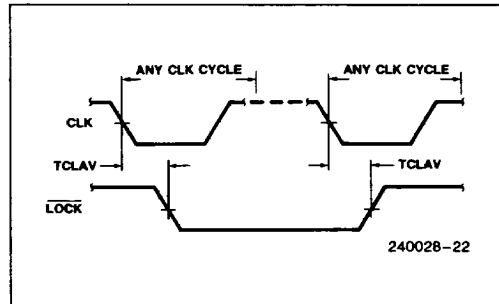 ANY CLK CYCLE ANY CLK CYCLE
CLK
TCLAV TCLAV
LOCK
240028-22